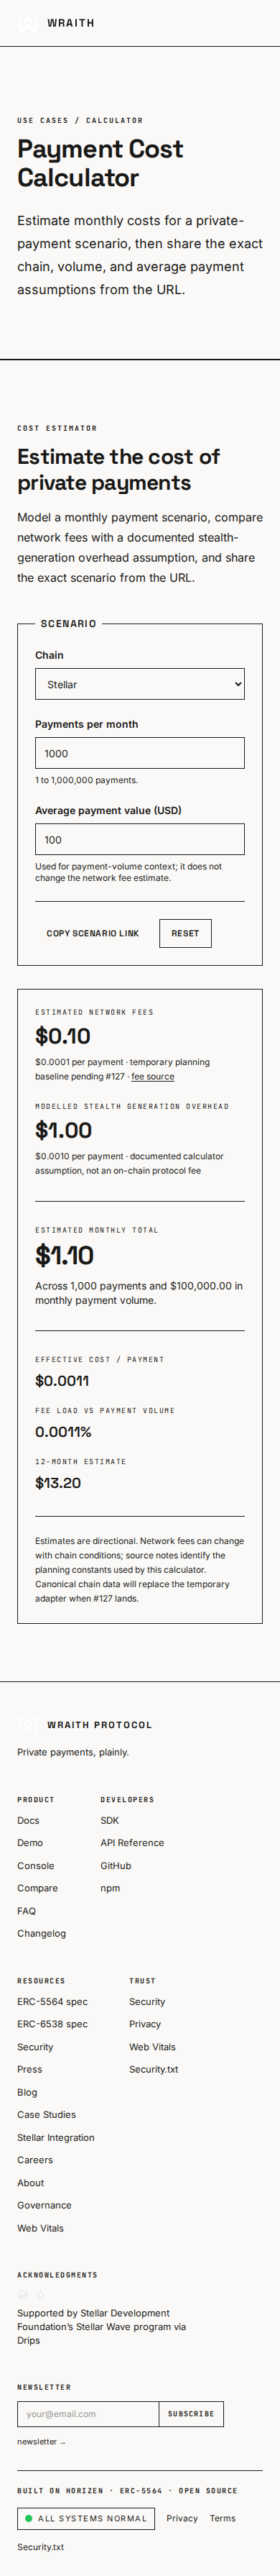 WRAITH
USE CASES / CALCULATOR
Payment Cost
Calculator
Estimate monthly costs for a private-
payment scenario, then share the exact
chain, volume, and average payment
assumptions from the URL.
COST ESTIMATOR
Estimate the cost of
private payments
Model a monthly payment scenario, compare
network fees with a documented stealth-
generation overhead assumption, and share
the exact scenario from the URL.
SCENARIO
Chain
Stellar
Payments per month
1000
1 to 1,000,000 payments.
Average payment value (USD)
100
Used for payment-volume context; it does not
change the network fee estimate.
COPY SCENARIO LINK RESET
ESTIMATED NETWORK FEES
$0.10
$0.0001 per payment · temporary planning
baseline pending #127 · fee source
MODELLED STEALTH GENERATION OVERHEAD
$1.00
$0.0010 per payment · documented calculator
assumption, not an on-chain protocol fee
ESTIMATED MONTHLY TOTAL
$1.10
Across 1,000 payments and $100,000.00 in
monthly payment volume.
EFFECTIVE COST / PAYMENT
$0.0011
FEE LOAD VS PAYMENT VOLUME
0.0011%
12-MONTH ESTIMATE
$13.20
Estimates are directional. Network fees can change
with chain conditions; source notes identify the
planning constants used by this calculator.
Canonical chain data will replace the temporary
adapter when #127 lands.
WRAITH PROTOCOL
Private payments, plainly.
PRODUCT
Docs
Demo
Console
Compare
FAQ
Changelog
DEVELOPERS
SDK
API Reference
GitHub
npm
RESOURCES
ERC-5564 spec
ERC-6538 spec
Security
Press
Blog
Case Studies
Stellar Integration
Careers
About
Governance
Web Vitals
TRUST
Security
Privacy
Web Vitals
Security.txt
ACKNOWLEDGMENTS
Supported by Stellar Development
Foundation's Stellar Wave program via
Drips
NEWSLETTER
your@email.com SUBSCRIBE
newsletter →
BUILT ON HORIZEN · ERC-5564 · OPEN SOURCE
ALL SYSTEMS NORMAL Privacy Terms
Security.txt